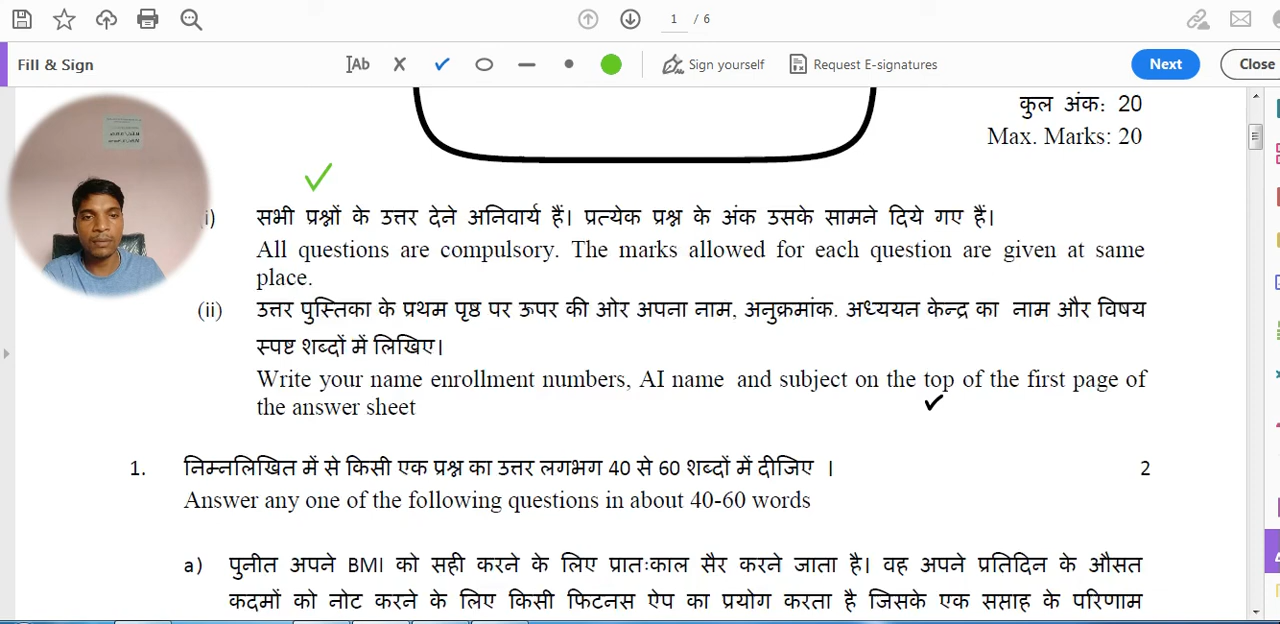 1 / 6
Fill & Sign
Ab
Sign yourself
Request E-signatures
Next
Close
कुल अंक: 20
Max. Marks: 20
i) सभी प्रश्नों के उत्तर देने अनिवार्य हैं। प्रत्येक प्रश्न के अंक उसके सामने दिये गए हैं।
All questions are compulsory. The marks allowed for each question are given at same
place.
(ii) उत्तर पुस्तिका के प्रथम पृष्ठ पर ऊपर की ओर अपना नाम, अनुक्रमांक. अध्ययन केन्द्र का नाम और विषय
स्पष्ट शब्दों में लिखिए।
Write your name enrollment numbers, AI name and subject on the top of the first page of
the answer sheet
1. निम्नलिखित में से किसी एक प्रश्न का उत्तर लगभग 40 से 60 शब्दों में दीजिए । 2
Answer any one of the following questions in about 40-60 words
a) पुनीत अपने BMI को सही करने के लिए प्रातःकाल सैर करने जाता है। वह अपने प्रतिदिन के औसत
कदमों को नोट करने के लिए किसी फिटनस ऐप का प्रयोग करता है जिसके एक सप्ताह के परिणाम